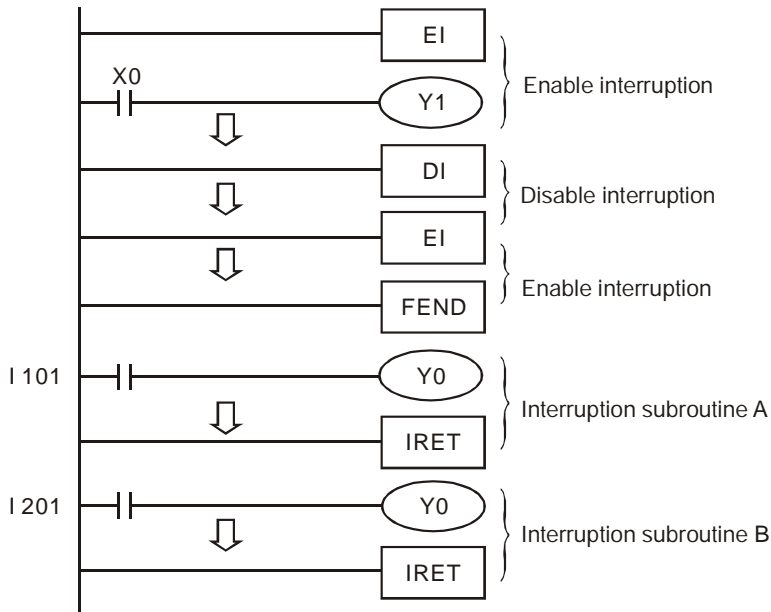 EI
Enable interruption
X0
Y1
DI
Disable interruption
EI
Enable interruption
FEND
I 101
Y0
Interruption subroutine A
IRET
I 201
Y0
Interruption subroutine B
IRET